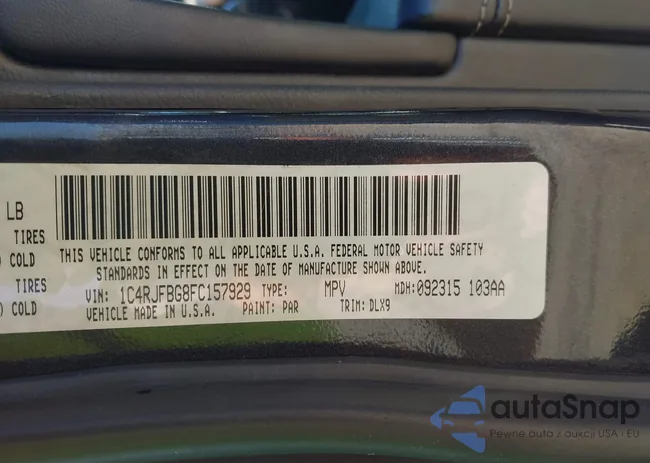 LB
TIRES
) COLD
TIRES
) COLD
THIS VEHICLE CONFORMS TO ALL APPLICABLE U.S.A. FEDERAL MOTOR VEHICLE SAFETY
STANDARDS IN EFFECT ON THE DATE OF MANUFACTURE SHOWN ABOVE.
VIN: 1C4RJFBG8FC157929 TYPE: MPV MDH:092315 103AA
VEHICLE MADE IN U.S.A. PAINT: PAR TRIM: DLX9
autaSnap
Pewne auta z aukcji USA i EU